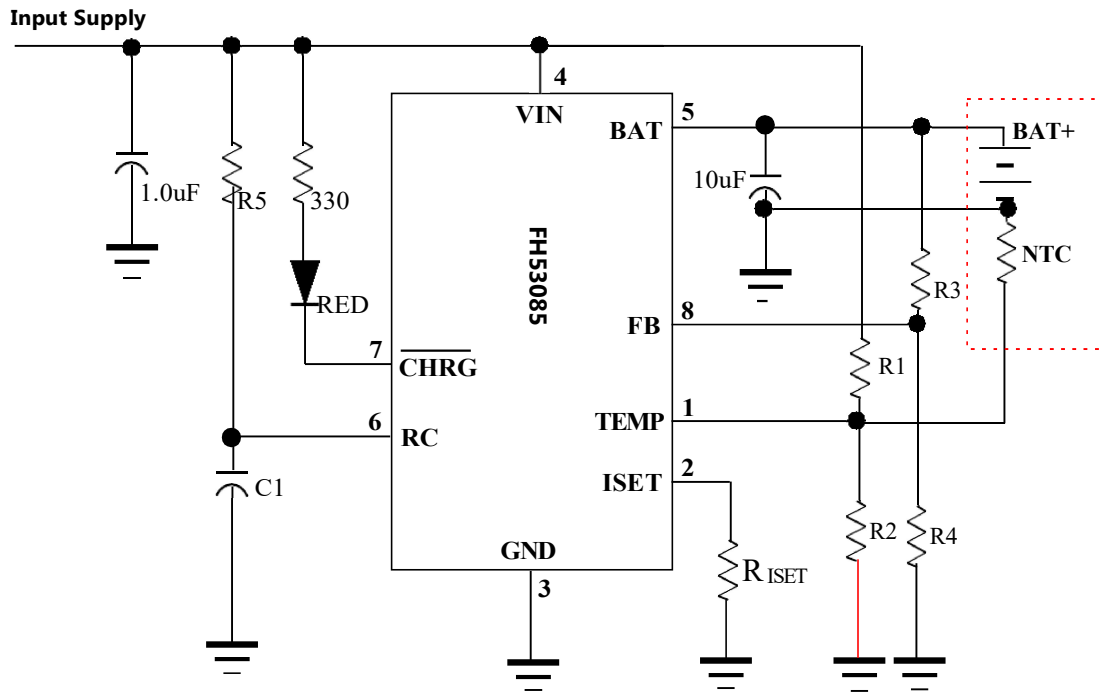 Input Supply
4
VIN
5
BAT
BAT+
10uF
1.0uF
R5
330
NTC
FH53085
R3
RED
8
FB
7
CHRG
R1
1
TEMP
6
RC
2
ISET
C1
R2
R4
GND
R ISET
3